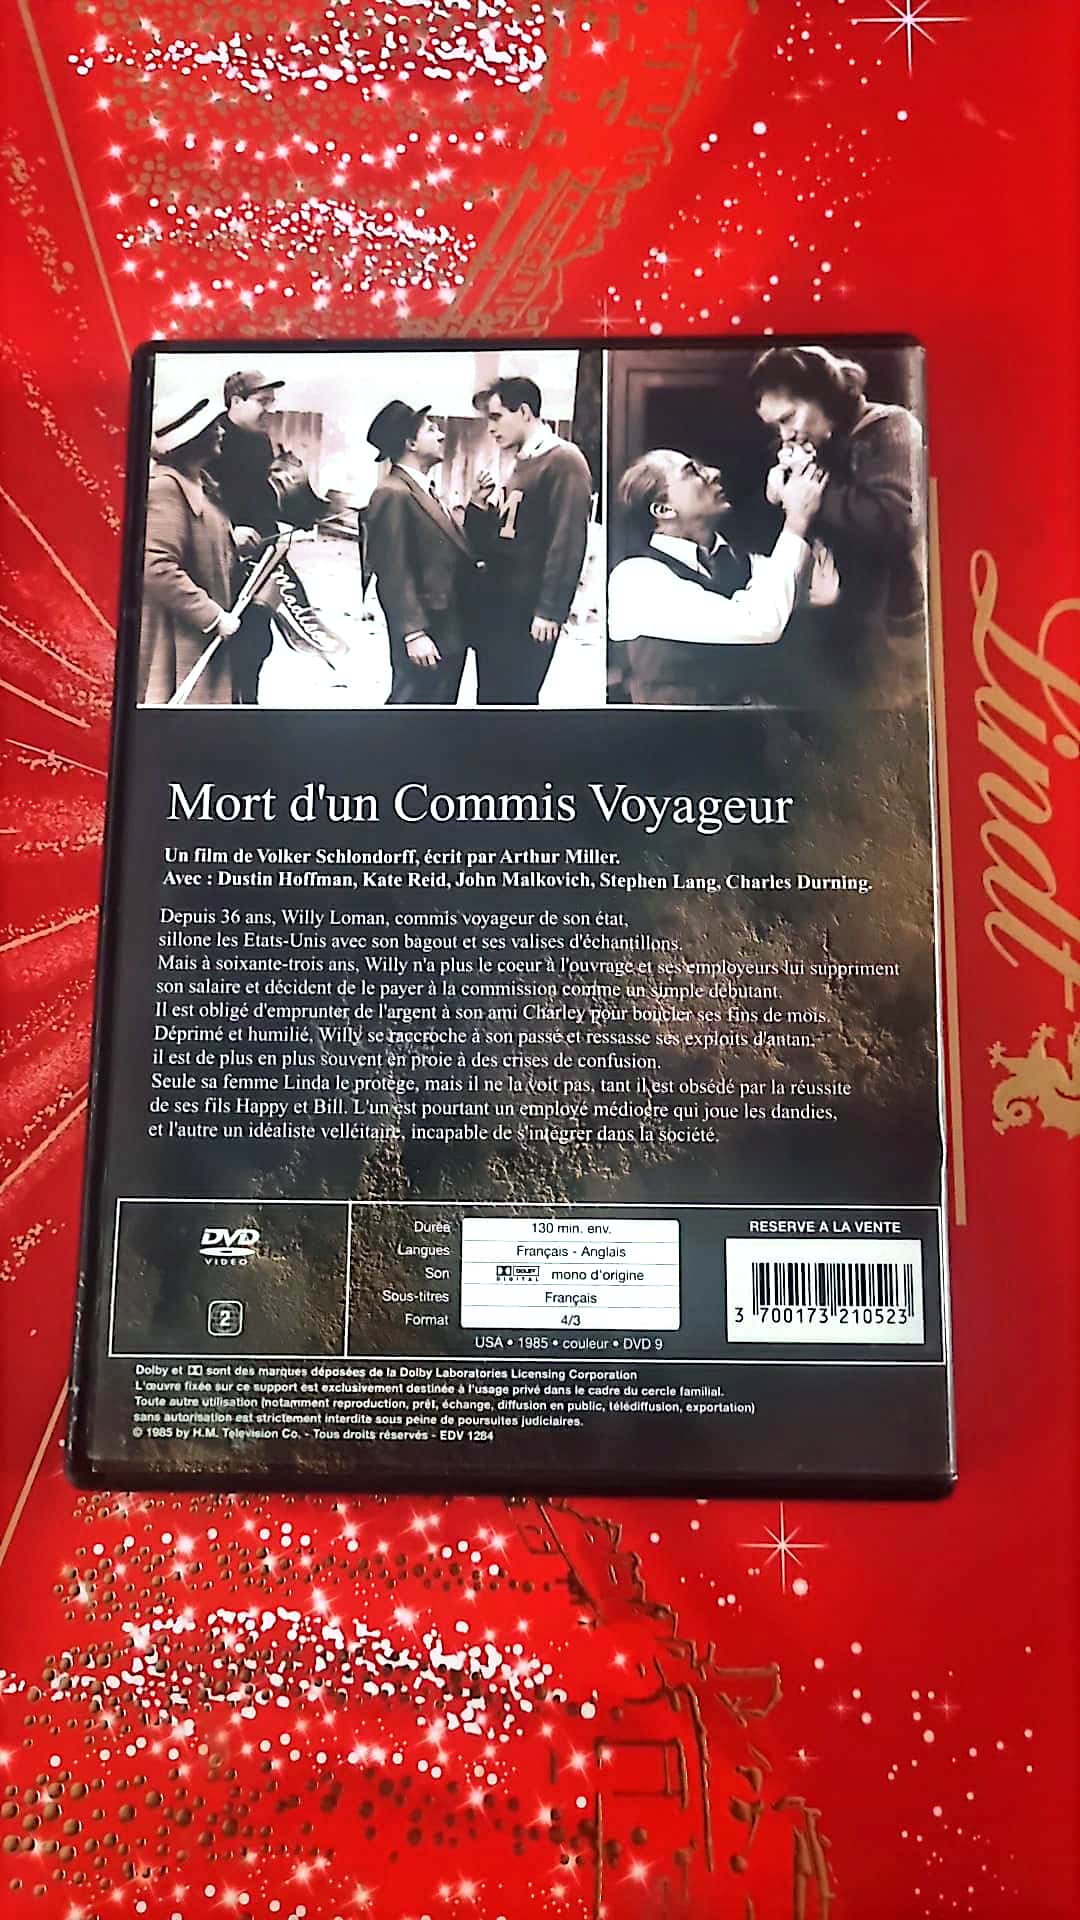 Madison
M
Mort d'un Commis Voyageur
Un film de Volker Schlondorff, écrit par Arthur Miller.
Avec : Dustin Hoffman, Kate Reid, John Malkovich, Stephen Lang, Charles Durning.
Depuis 36 ans, Willy Loman, commis voyageur de son état,
sillone les Etats-Unis avec son bagout et ses valises d'échantillons.
Mais à soixante-trois ans, Willy n'a plus le coeur à l'ouvrage et ses employeurs lui suppriment
son salaire et décident de le payer à la commission comme un simple débutant.
Il est obligé d'emprunter de l'argent à son ami Charley pour boucler ses fins de mois.
Déprimé et humilié, Willy se raccroche à son passé et ressasse ses exploits d'antan.
il est de plus en plus souvent en proie à des crises de confusion.
Seule sa femme Linda le protège, mais il ne la voit pas, tant il est obsédé par la réussite
de ses fils Happy et Bill. L'un est pourtant un employé médiocre qui joue les dandies,
et l'autre un idéaliste velléitaire, incapable de s'intégrer dans la société.
DVD
VIDEO
2
Durée 130 min. env.
Langues Français - Anglais
Son DOLBY DIGITAL mono d'origine
Sous-titres Français
Format 4/3
USA • 1985 • couleur • DVD 9
RESERVE A LA VENTE
3 700173 210523
Dolby et sont des marques déposées de la Dolby Laboratories Licensing Corporation
L'œuvre fixée sur ce support est exclusivement destinée à l'usage privé dans le cadre du cercle familial.
Toute autre utilisation (notamment reproduction, prêt, échange, diffusion en public, télédiffusion, exportation)
sans autorisation est strictement interdite sous peine de poursuites judiciaires.
© 1985 by H.M. Television Co. - Tous droits réservés - EDV 1284
Lindt